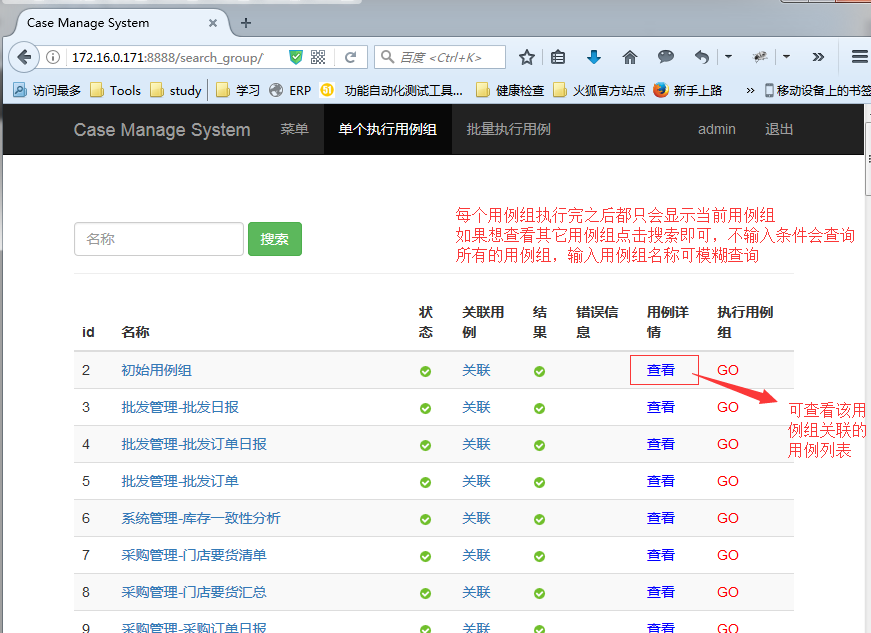 Case Manage System
172.16.0.171:8888/search_group/
百度 <Ctrl+K>
访问最多 Tools study 学习 ERP 51 功能自动化测试工具... 健康检查 火狐官方站点 新手上路 » 移动设备上的书签
Case Manage System 菜单 单个执行用例组 批量执行用例 admin 退出
每个用例组执行完之后都只会显示当前用例组
如果想查看其它用例组点击搜索即可，不输入条件会查询
所有的用例组，输入用例组名称可模糊查询
名称 搜索
id 名称 状态 关联用例 结果 错误信息 用例详情 执行用例组
2 初始用例组 关联 查看 GO
可查看该用
例组关联的
用例列表
3 批发管理-批发日报 关联 查看 GO
4 批发管理-批发订单日报 关联 查看 GO
5 批发管理-批发订单 关联 查看 GO
6 系统管理-库存一致性分析 关联 查看 GO
7 采购管理-门店要货清单 关联 查看 GO
8 采购管理-门店要货汇总 关联 查看 GO
9 采购管理-采购订单日报 关联 查看 GO